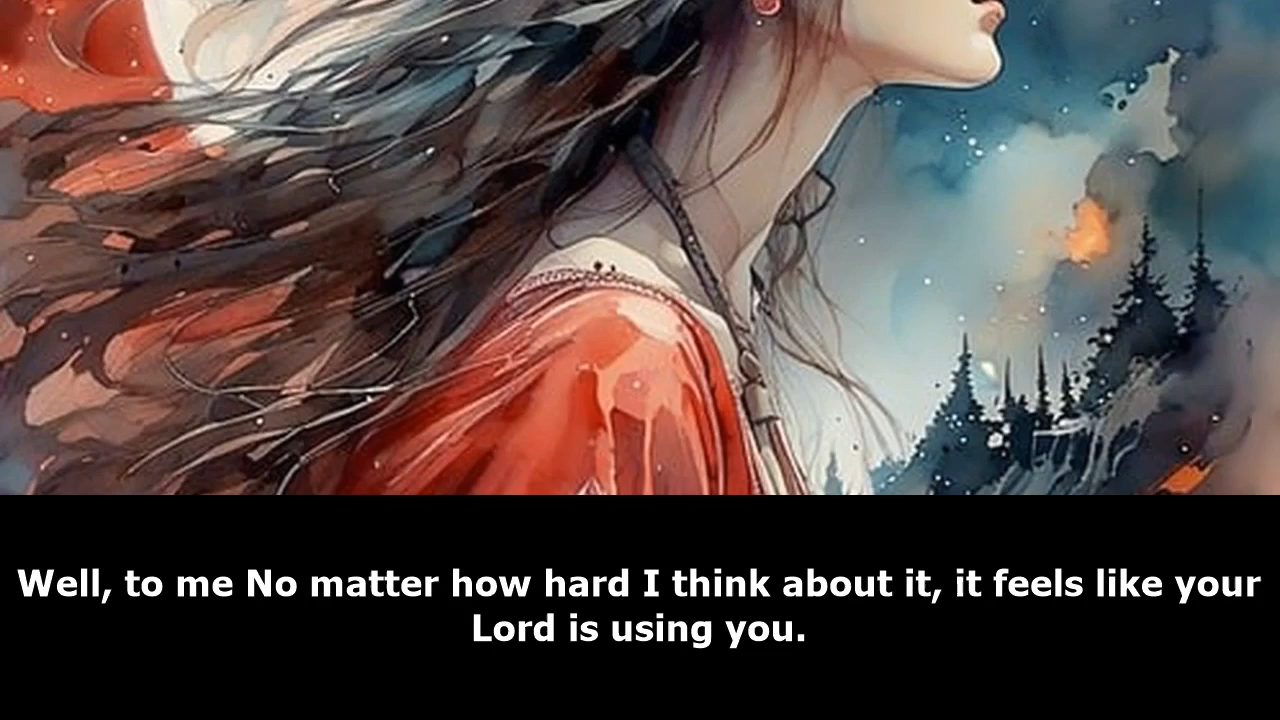 Well, to me No matter how hard I think about it, it feels like your
Lord is using you.